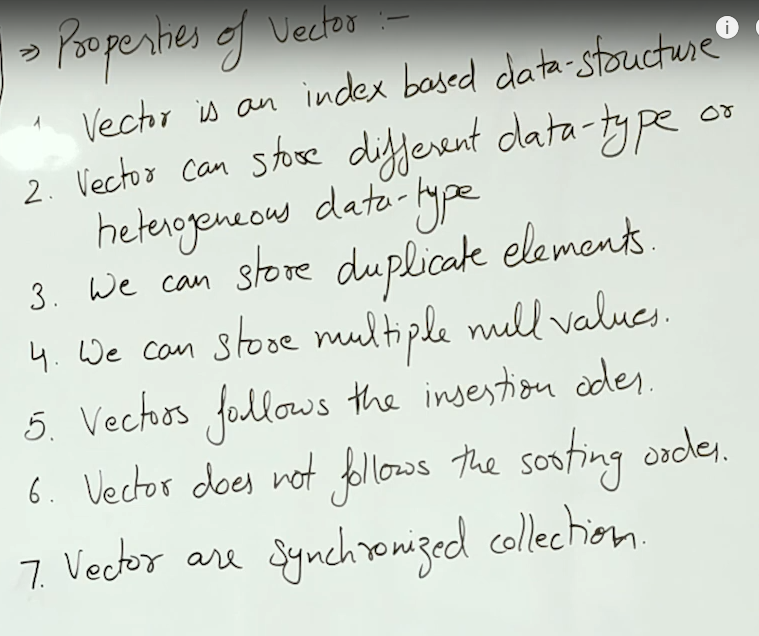 ⇒ Properties of Vector :-
1. Vector is an index based data-structure
2. Vector can store different data-type or
heterogeneous data-type
3. We can store duplicate elements.
4. We can store multiple null values.
5. Vectors follows the insertion oder.
6. Vector does not follows the sorting order.
7. Vector are synchronized collection.